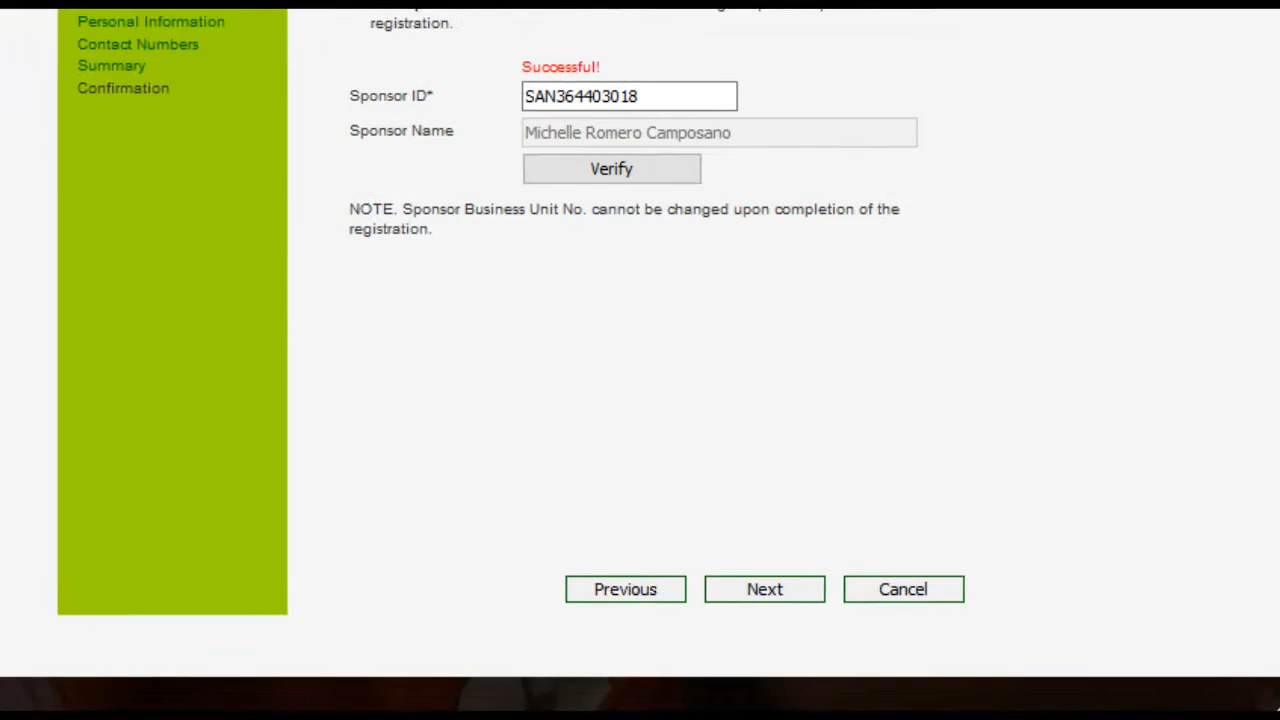 Personal Information
Contact Numbers
Summary
Confirmation
registration.
Successful!
Sponsor ID* SAN364403018
Sponsor Name Michelle Romero Camposano
Verify
NOTE. Sponsor Business Unit No. cannot be changed upon completion of the
registration.
Previous Next Cancel